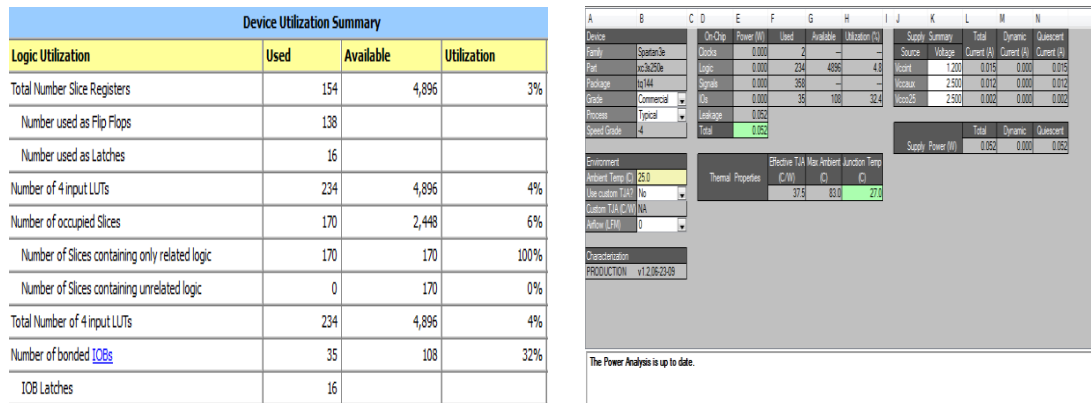 Device Utilization Summary
Logic Utilization Used Available Utilization
Total Number Slice Registers 154 4,896 3%
Number used as Flip Flops 138
Number used as Latches 16
Number of 4 input LUTs 234 4,896 4%
Number of occupied Slices 170 2,448 6%
Number of Slices containing only related logic 170 170 100%
Number of Slices containing unrelated logic 0 170 0%
Total Number of 4 input LUTs 234 4,896 4%
Number of bonded IOBs 35 108 32%
IOB Latches 16
A B C D E F G H I J K L M N
Device On-Chip Power (W) Used Available Utilization (%) Supply Summary Total Dynamic Quiescent
Family Spartan3e Clocks 0.000 2 --- --- Source Voltage Current (A) Current (A) Current (A)
Part xc3s250e Logic 0.000 234 4896 4.8 Vccint 1.200 0.015 0.000 0.015
Package tq144 Signals 0.000 358 --- --- Vccaux 2.500 0.012 0.000 0.012
Grade Commercial IOs 0.000 35 108 32.4 Vcco25 2.500 0.002 0.000 0.002
Process Typical Leakage 0.052
Speed Grade -4 Total 0.052 Total Dynamic Quiescent
Supply Power (W) 0.052 0.000 0.052
Environment Effective TJA Max Ambient Junction Temp
Ambient Temp (C) 25.0 Thermal Properties (C/W) (C) (C)
Use custom TJA? No 37.5 83.0 27.0
Custom TJA (C/W) NA
Airflow (LFM) 0
Characterization
PRODUCTION v1.2,06-23-09
The Power Analysis is up to date.